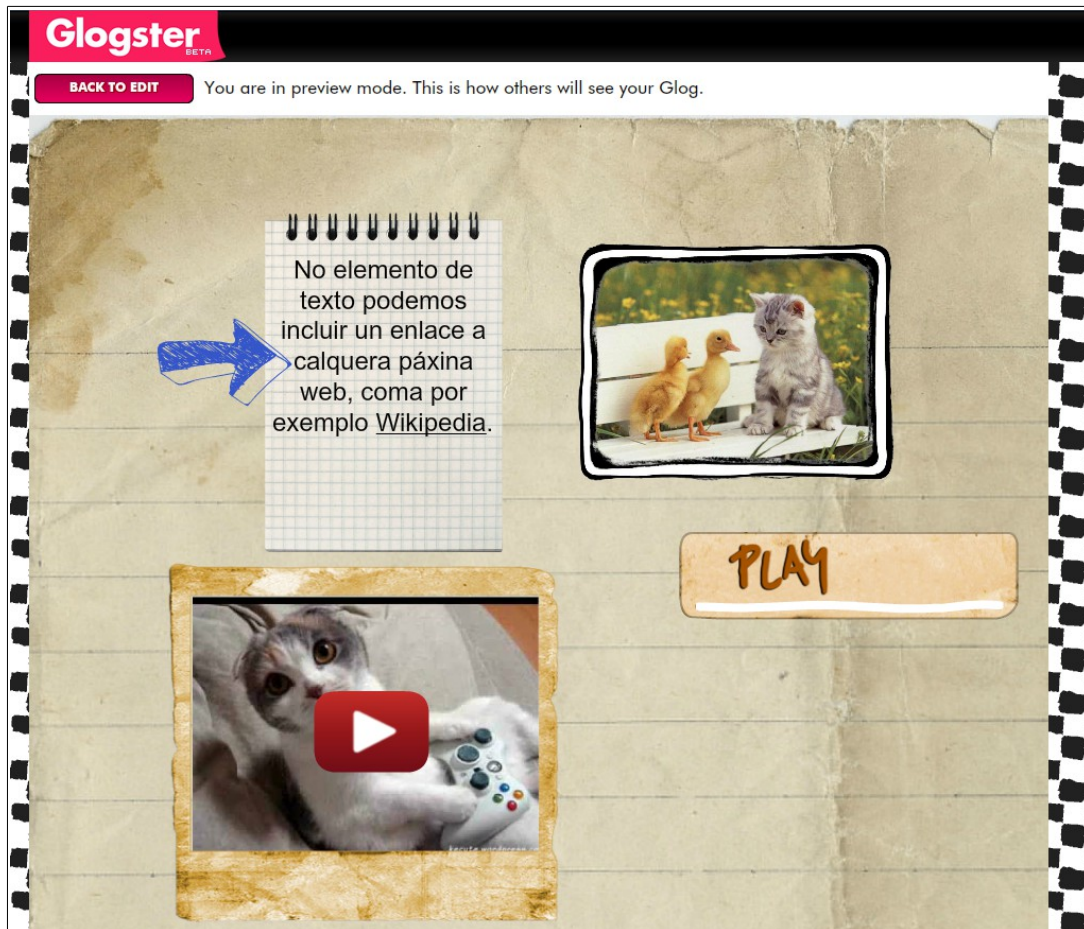 Glogster
BETA
BACK TO EDIT
You are in preview mode. This is how others will see your Glog.
No elemento de
texto podemos
incluir un enlace a
calquera páxina
web, coma por
exemplo Wikipedia.
PLAY